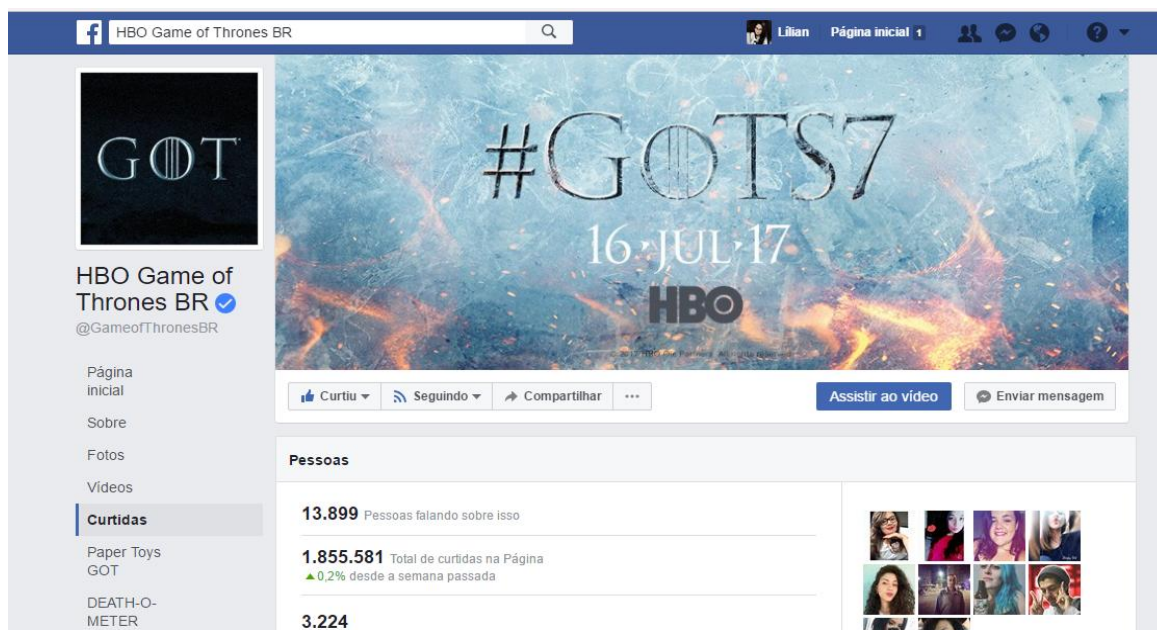 HBO Game of Thrones BR
Lílian
Página inicial 1
GOT
#GOTS7
16·JUL·17
HBO
HBO Game of
Thrones BR
@GameofThronesBR
Página
inicial
Sobre
Fotos
Vídeos
Curtidas
Paper Toys
GOT
DEATH-O-
METER
Curtiu
Seguindo
Compartilhar
...
Assistir ao vídeo
Enviar mensagem
Pessoas
13.899 Pessoas falando sobre isso
1.855.581 Total de curtidas na Página
0,2% desde a semana passada
3.224